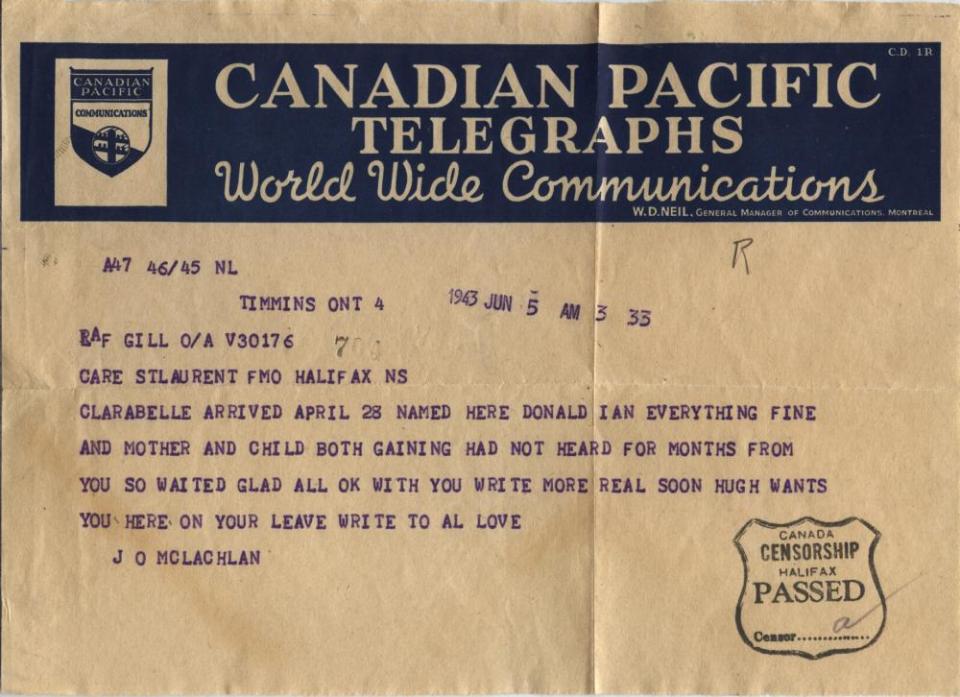 C.D. 1R
CANADIAN
PACIFIC
COMMUNICATIONS
CANADIAN PACIFIC
TELEGRAPHS
World Wide Communications
W.D.NEIL, GENERAL MANAGER OF COMMUNICATIONS, MONTREAL
R
A47 46/45 NL
TIMMINS ONT 4 1943 JUN 5 AM 3 33
RAF GILL O/A V30176
CARE STLAURENT FMO HALIFAX NS
CLARABELLE ARRIVED APRIL 28 NAMED HERE DONALD IAN EVERYTHING FINE
AND MOTHER AND CHILD BOTH GAINING HAD NOT HEARD FOR MONTHS FROM
YOU SO WAITED GLAD ALL OK WITH YOU WRITE MORE REAL SOON HUGH WANTS
YOU HERE ON YOUR LEAVE WRITE TO AL LOVE
J O MCLACHLAN
CANADA
CENSORSHIP
HALIFAX
PASSED
Censor.............